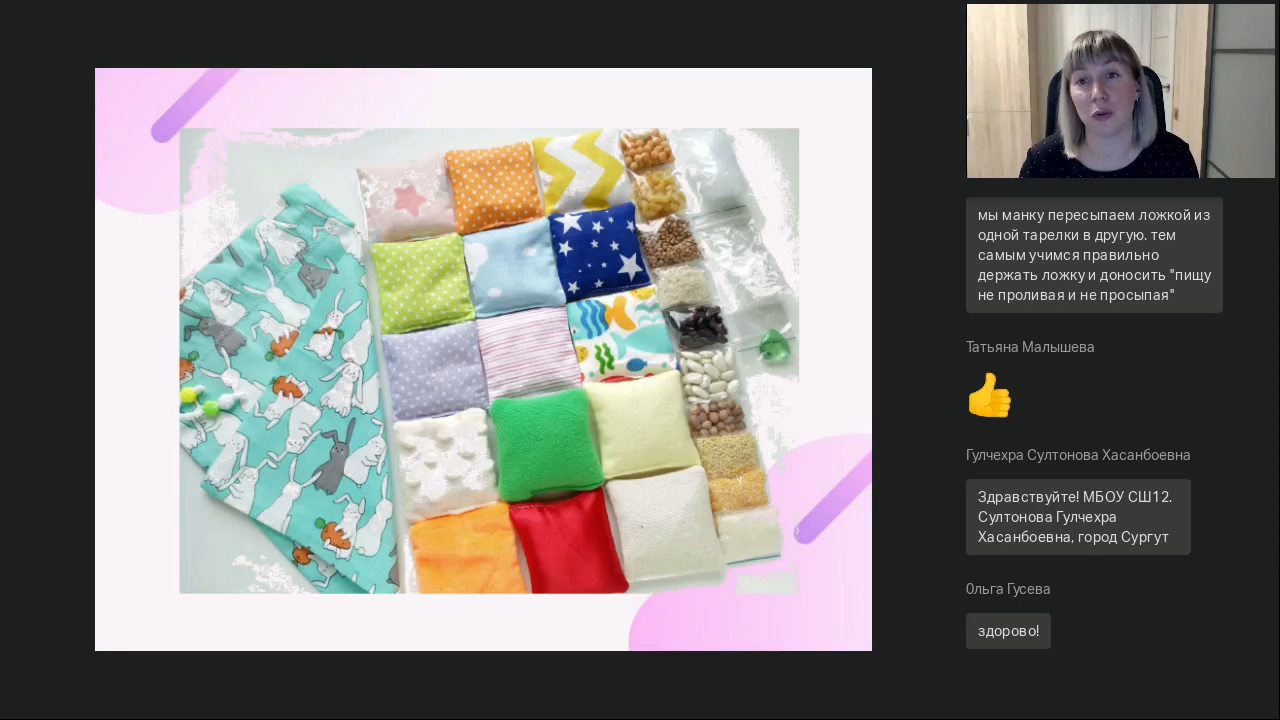 мы манку пересыпаем ложкой из
одной тарелки в другую. тем
самым учимся правильно
держать ложку и доносить "пищу
не проливая и не просыпая"
Татьяна Малышева
Гулчехра Султонова Хасанбоевна
Здравствуйте! МБОУ СШ12.
Султонова Гулчехра
Хасанбоевна, город Сургут
0льга Гусева
здорово!